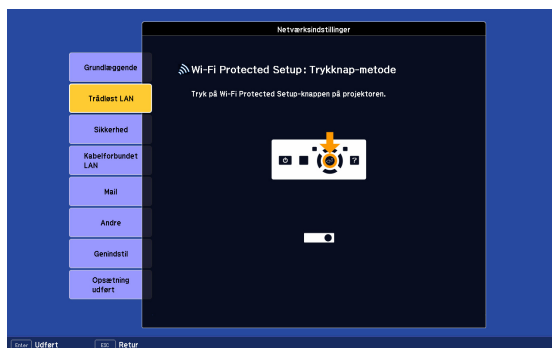 Netværksindstillinger
Grundlæggende
Trådløst LAN
Sikkerhed
Kabelforbundet
LAN
Mail
Andre
Genindstil
Opsætning
udført
Wi-Fi Protected Setup: Trykknap-metode
Tryk på Wi-Fi Protected Setup-knappen på projektoren.
?
Enter Udført
ESC Retur